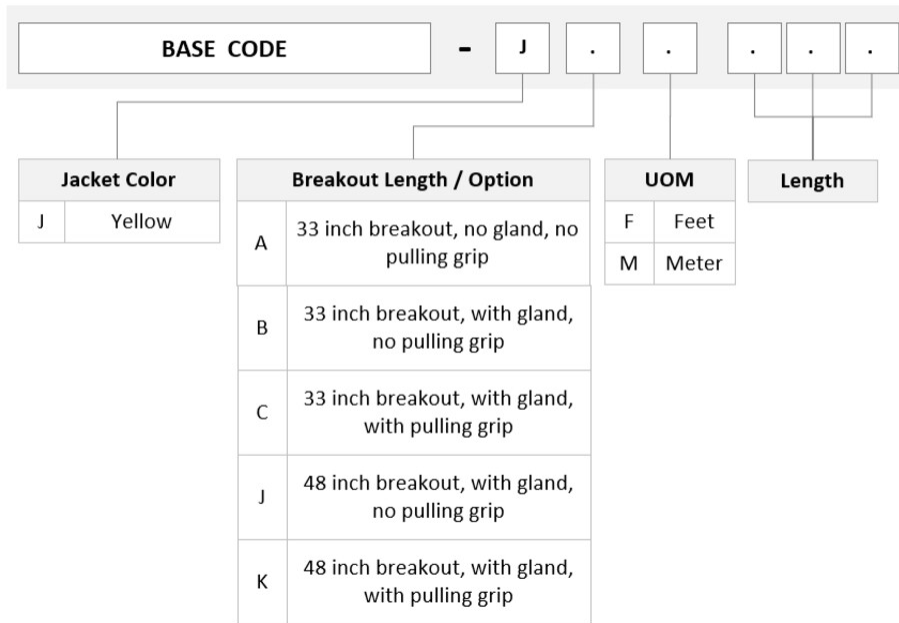 BASE CODE - J . . . . .
Jacket Color
J Yellow
Breakout Length / Option
A 33 inch breakout, no gland, no
pulling grip
B 33 inch breakout, with gland,
no pulling grip
C 33 inch breakout, with gland,
with pulling grip
J 48 inch breakout, with gland,
no pulling grip
K 48 inch breakout, with gland,
with pulling grip
UOM
F Feet
M Meter
Length